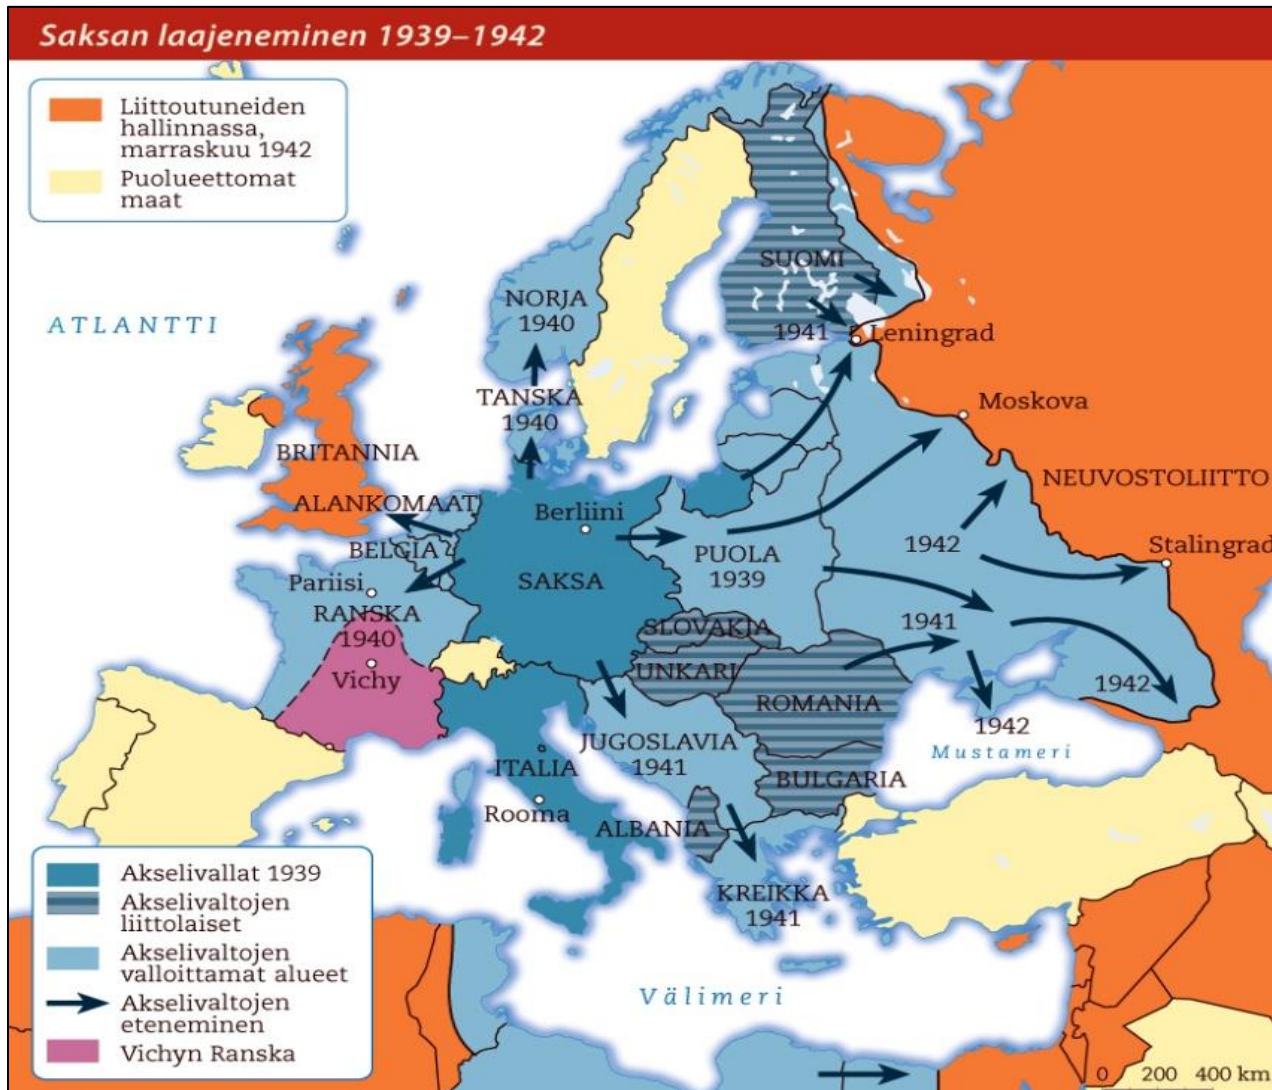 Saksan laajeneminen 1939–1942
Liittoutuneiden
hallinnassa,
marraskuu 1942
Puolueettomat
maat
ATLANTTI
NORJA
1940
SUOMI
1941
Leningrad
TANSKA
1940
Moskova
BRITANNIA
ALANKOMAAT
Berliini
NEUVOSTOLIITTO
BELGIA
PUOLA
1939
1942
Stalingrad
Pariisi
SAKSA
RANSKA
1940
SLOVAKIA
1941
Vichy
UNKARI
ROMANIA
1942
1942
JUGOSLAVIA
1941
Mustameri
ITALIA
BULGARIA
Rooma
ALBANIA
KREIKKA
1941
Akselivallat 1939
Akselivaltojen
liittolaiset
Akselivaltojen
valloittamat alueet
Akselivaltojen
eteneminen
Vichyn Ranska
Välimeri
0 200 400 km